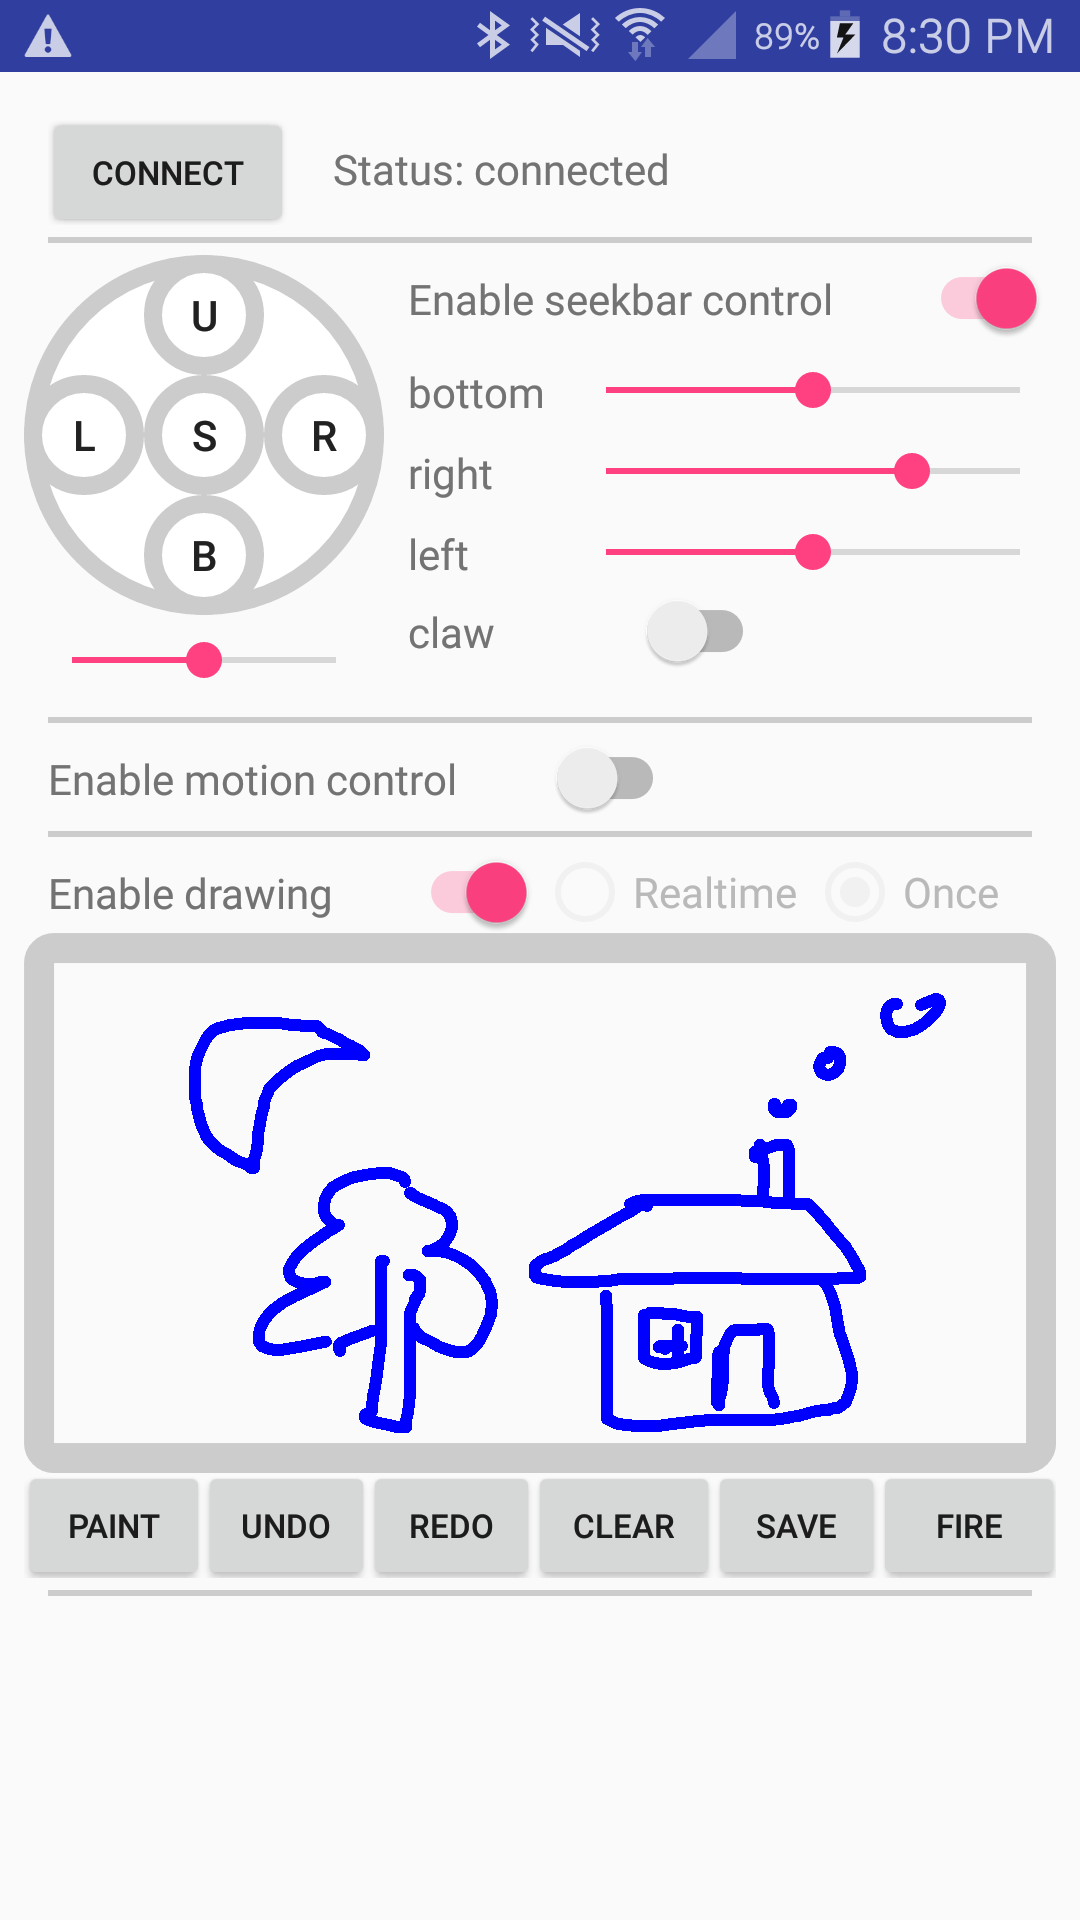 89% 8:30 PM
CONNECT Status: connected
U
L S R
B
Enable seekbar control
bottom
right
left
claw
Enable motion control
Enable drawing Realtime Once
PAINT UNDO REDO CLEAR SAVE FIRE